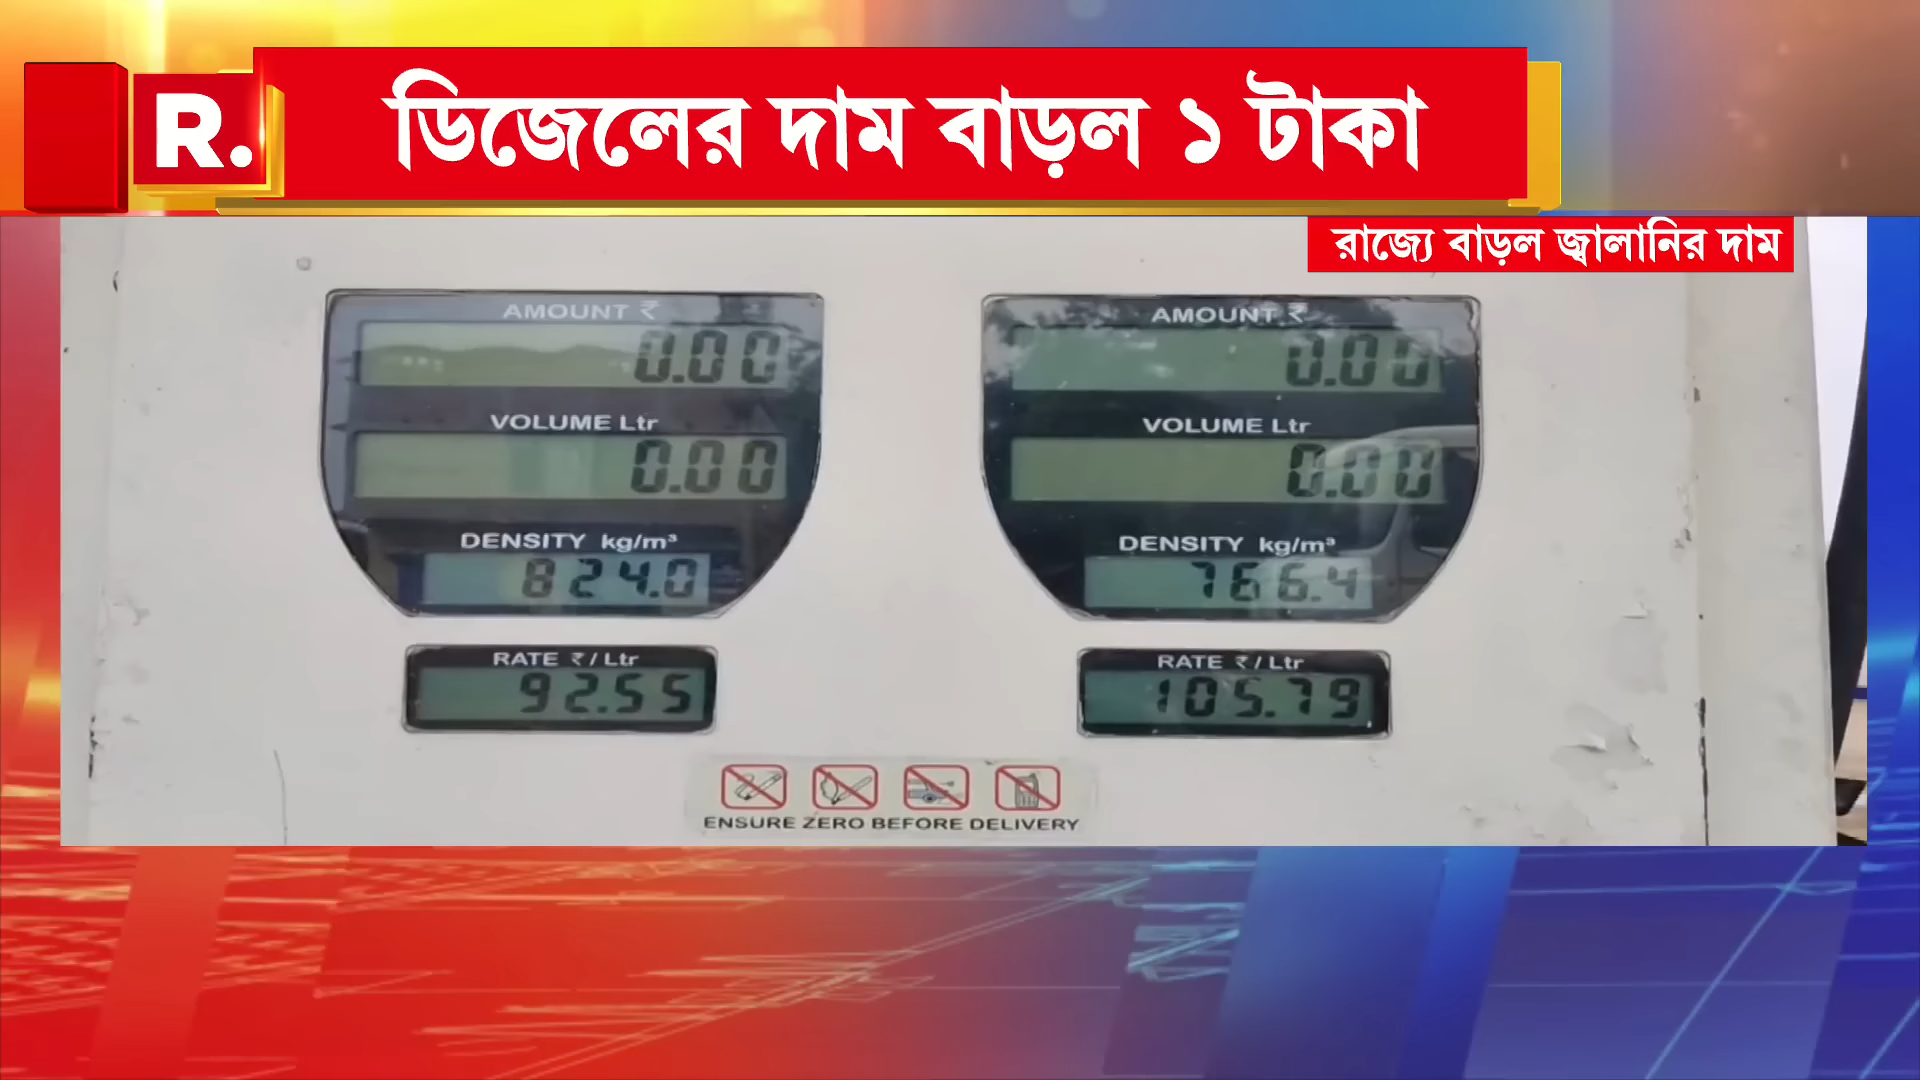 R. ডিজেলের দাম বাড়ল ১ টাকা
রাজ্যে বাড়ল জ্বালানির দাম
AMOUNT ₹
0.00
VOLUME Ltr
0.00
DENSITY kg/m³
824.0
RATE ₹/Ltr
92.55
AMOUNT ₹
0.00
VOLUME Ltr
0.00
DENSITY kg/m³
766.4
RATE ₹/Ltr
105.79
ENSURE ZERO BEFORE DELIVERY